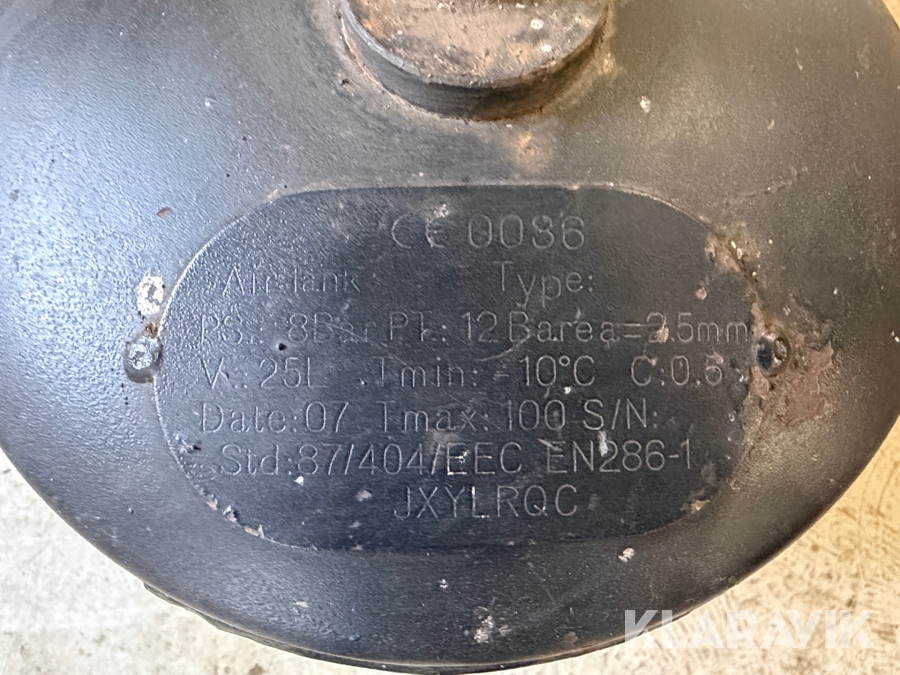 CE 0036
Air tank Type:
PS.: 8Bar PT.: 12Bar ea=2.5mm
V.: 25L Tmin: -10°C C:0.5
Date:07 Tmax: 100 S/N:
Std:87/404/EEC EN286-1
JXYLRQC
KLARAVIK